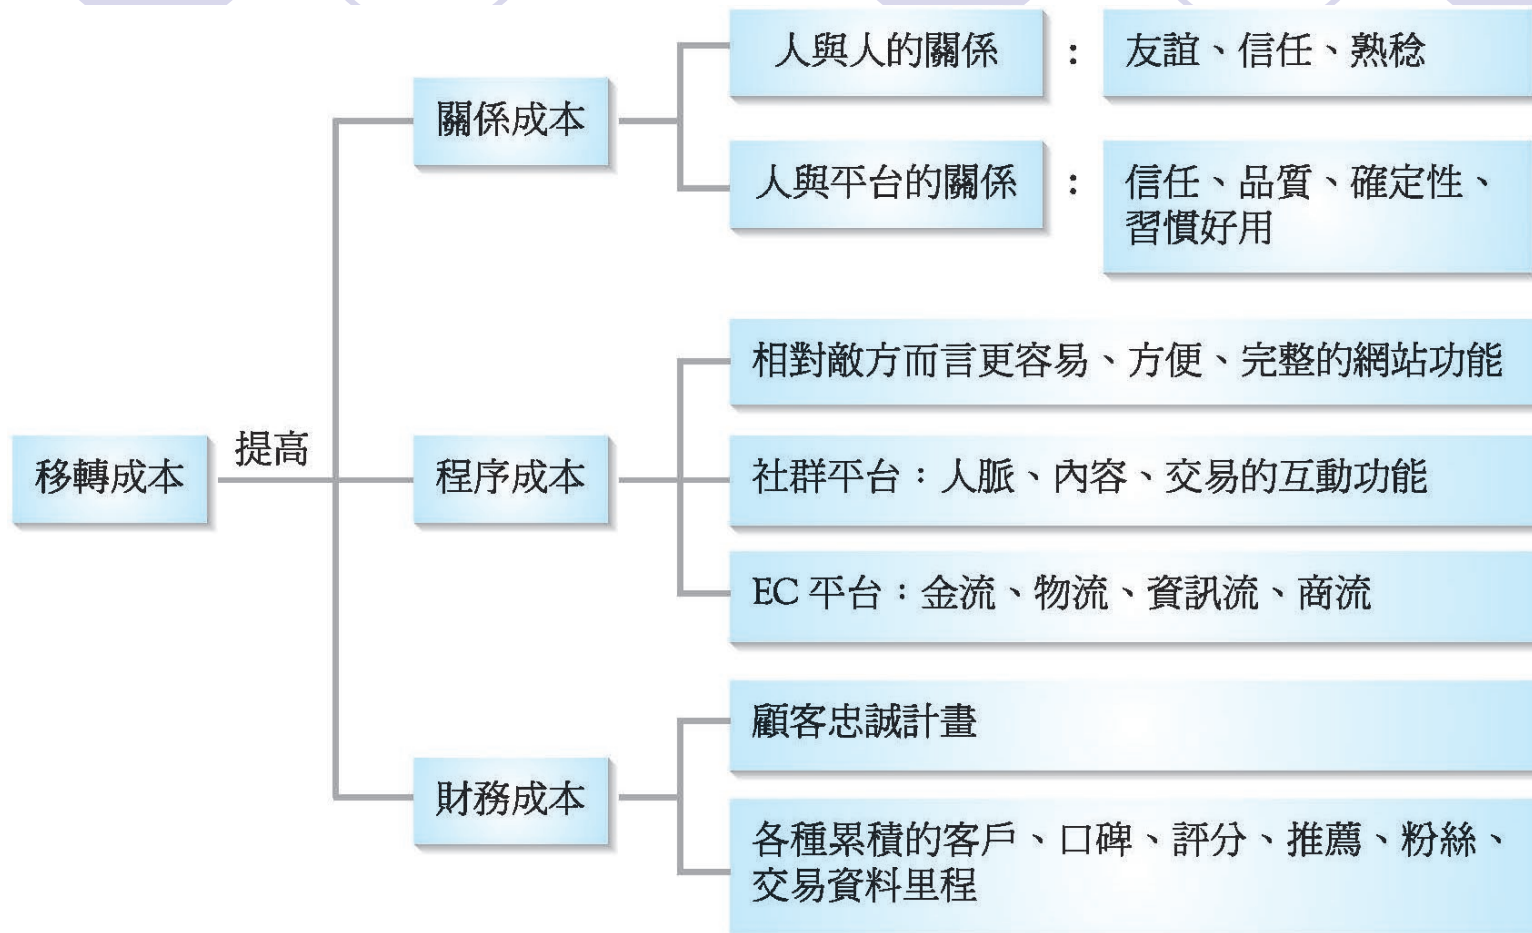 移轉成本
提高
關係成本
人與人的關係 : 友誼、信任、熟稔
人與平台的關係 : 信任、品質、確定性、
習慣好用
程序成本
相對敵方而言更容易、方便、完整的網站功能
社群平台：人脈、內容、交易的互動功能
EC 平台：金流、物流、資訊流、商流
財務成本
顧客忠誠計畫
各種累積的客戶、口碑、評分、推薦、粉絲、
交易資料里程